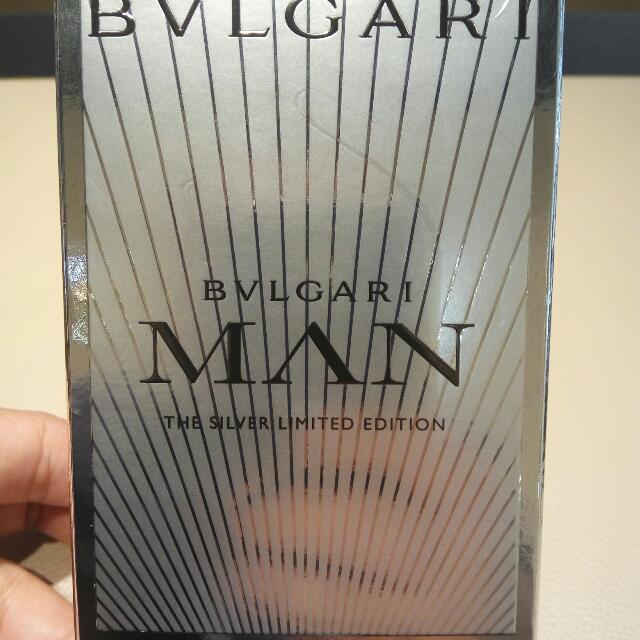 BVLGARI
BVLGARI
MAN
THE SILVER LIMITED EDITION